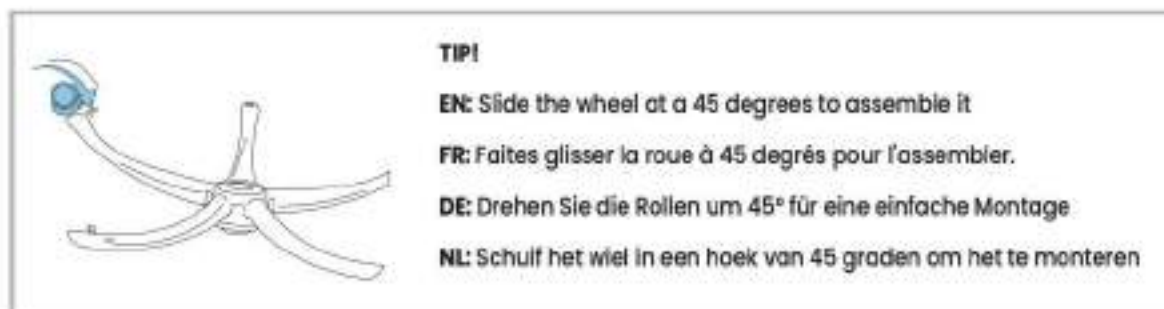 TIP!
EN: Slide the wheel at a 45 degrees to assemble it
FR: Faites glisser la roue à 45 degrés pour l'assembler.
DE: Drehen Sie die Rollen um 45° für eine einfache Montage
NL: Schuif het wiel in een hoek van 45 graden om het te monteren